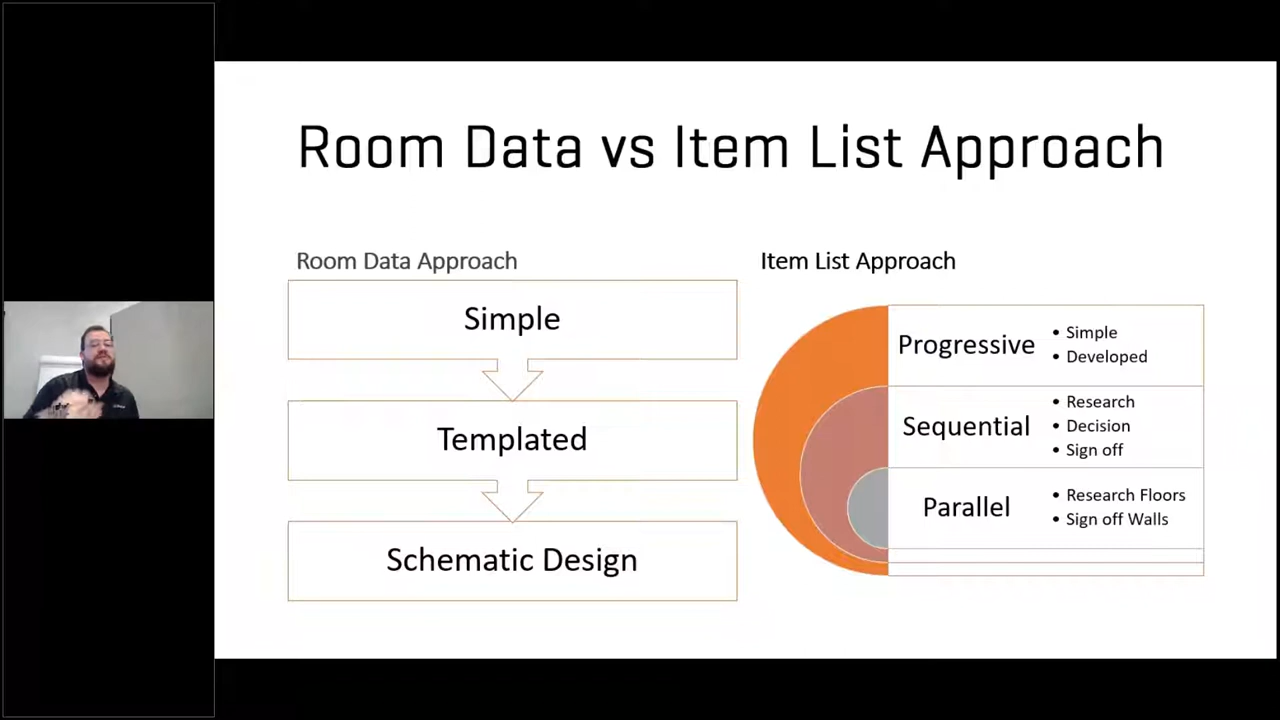 Room Data vs Item List Approach
Room Data Approach
Simple
Templated
Schematic Design
Item List Approach
Progressive
• Simple
• Developed
Sequential
• Research
• Decision
• Sign off
Parallel
• Research Floors
• Sign off Walls